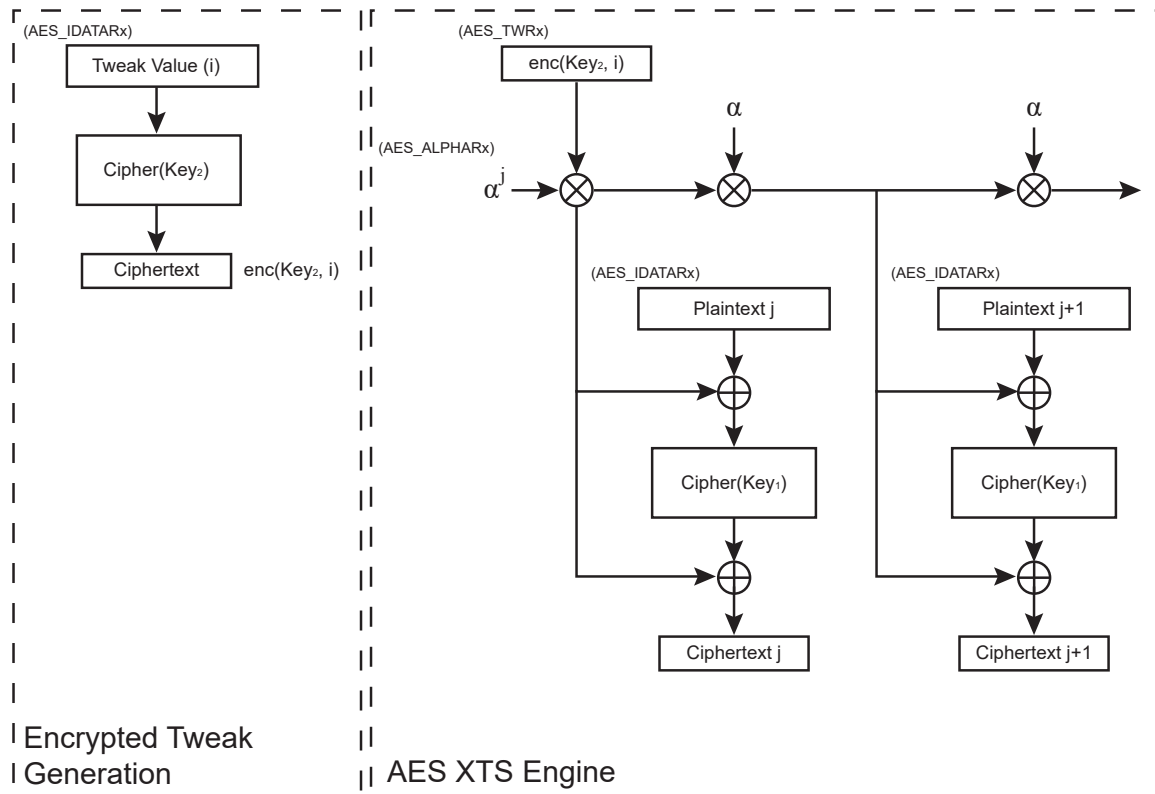 (AES_IDATARx)
Tweak Value (i)
Cipher(Key₂)
Ciphertext
enc(Key₂, i)
Encrypted Tweak
Generation
(AES_TWRx)
enc(Key₂, i)
(AES_ALPHARx)
αʲ
α
α
(AES_IDATARx)
(AES_IDATARx)
Plaintext j
Plaintext j+1
Cipher(Key₁)
Cipher(Key₁)
Ciphertext j
Ciphertext j+1
AES XTS Engine